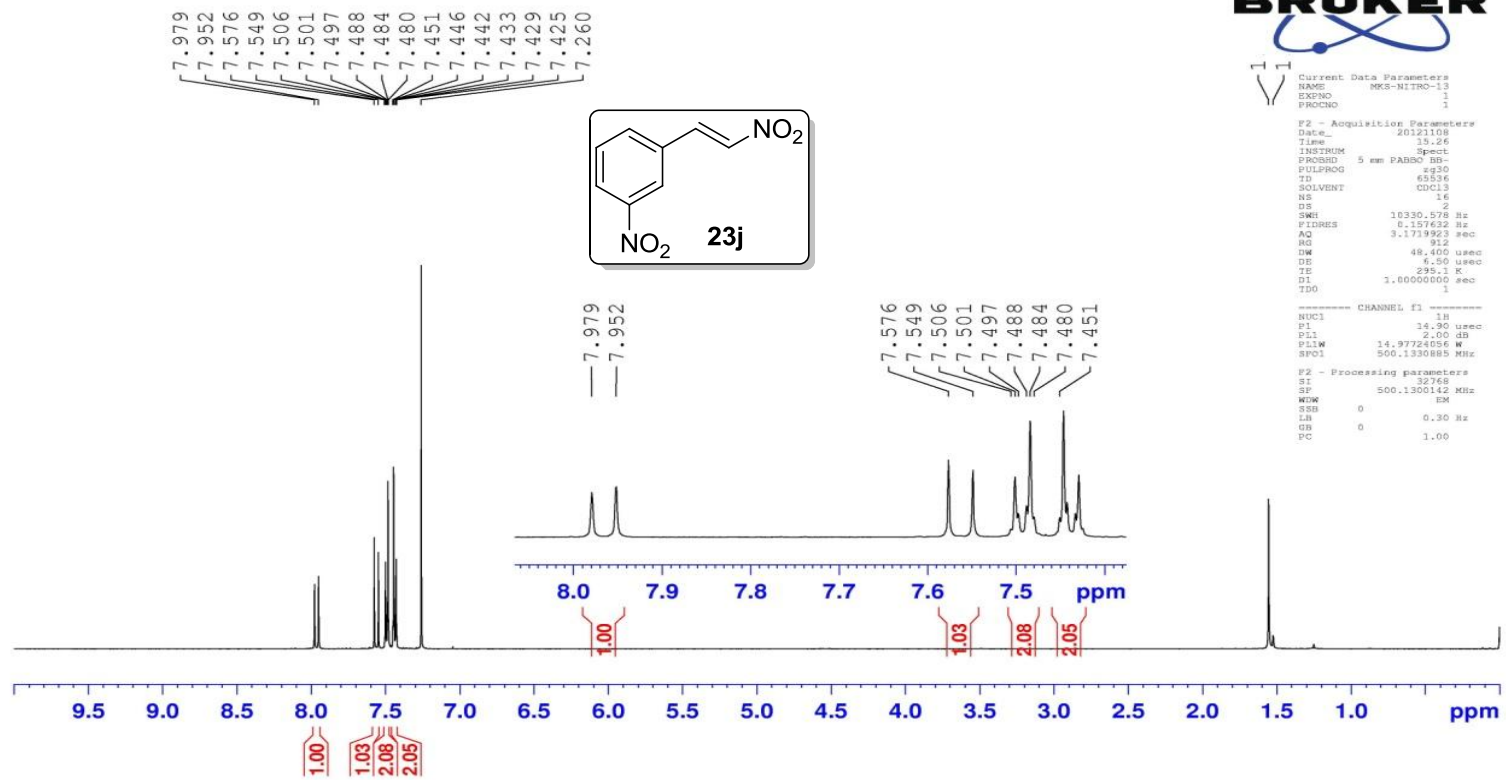 7.979
7.952
7.576
7.549
7.506
7.501
7.497
7.488
7.484
7.480
7.451
7.446
7.442
7.433
7.429
7.425
7.260
BRUKER
1
1
Current Data Parameters
NAME MKS-NITRO-13
EXPNO 1
PROCNO 1
F2 - Acquisition Parameters
Date_ 20121108
Time 15.26
INSTRUM Spect
PROBHD 5 mm PABBO BB-
PULPROG zg30
TD 65536
SOLVENT CDCl3
NS 16
DS 2
SWH 10330.578 Hz
FIDRES 0.157632 Hz
AQ 3.1719923 sec
RG 912
DW 48.400 usec
DE 6.50 usec
TE 295.1 K
D1 1.00000000 sec
TD0 1
======== CHANNEL f1 ========
NUC1 1H
P1 14.90 usec
PL1 2.00 dB
PL1W 14.97724056 W
SFO1 500.1330885 MHz
F2 - Processing parameters
SI 32768
SF 500.1300142 MHz
WDW EM
SSB 0
LB 0.30 Hz
GB 0
PC 1.00
NO2
NO2 23j
7.979
7.952
7.576
7.549
7.506
7.501
7.497
7.488
7.484
7.480
7.451
8.0 7.9 7.8 7.7 7.6 7.5 ppm
1.00 1.03 2.08 2.05
9.5 9.0 8.5 8.0 7.5 7.0 6.5 6.0 5.5 5.0 4.5 4.0 3.5 3.0 2.5 2.0 1.5 1.0 ppm
1.00 1.03 2.08 2.05